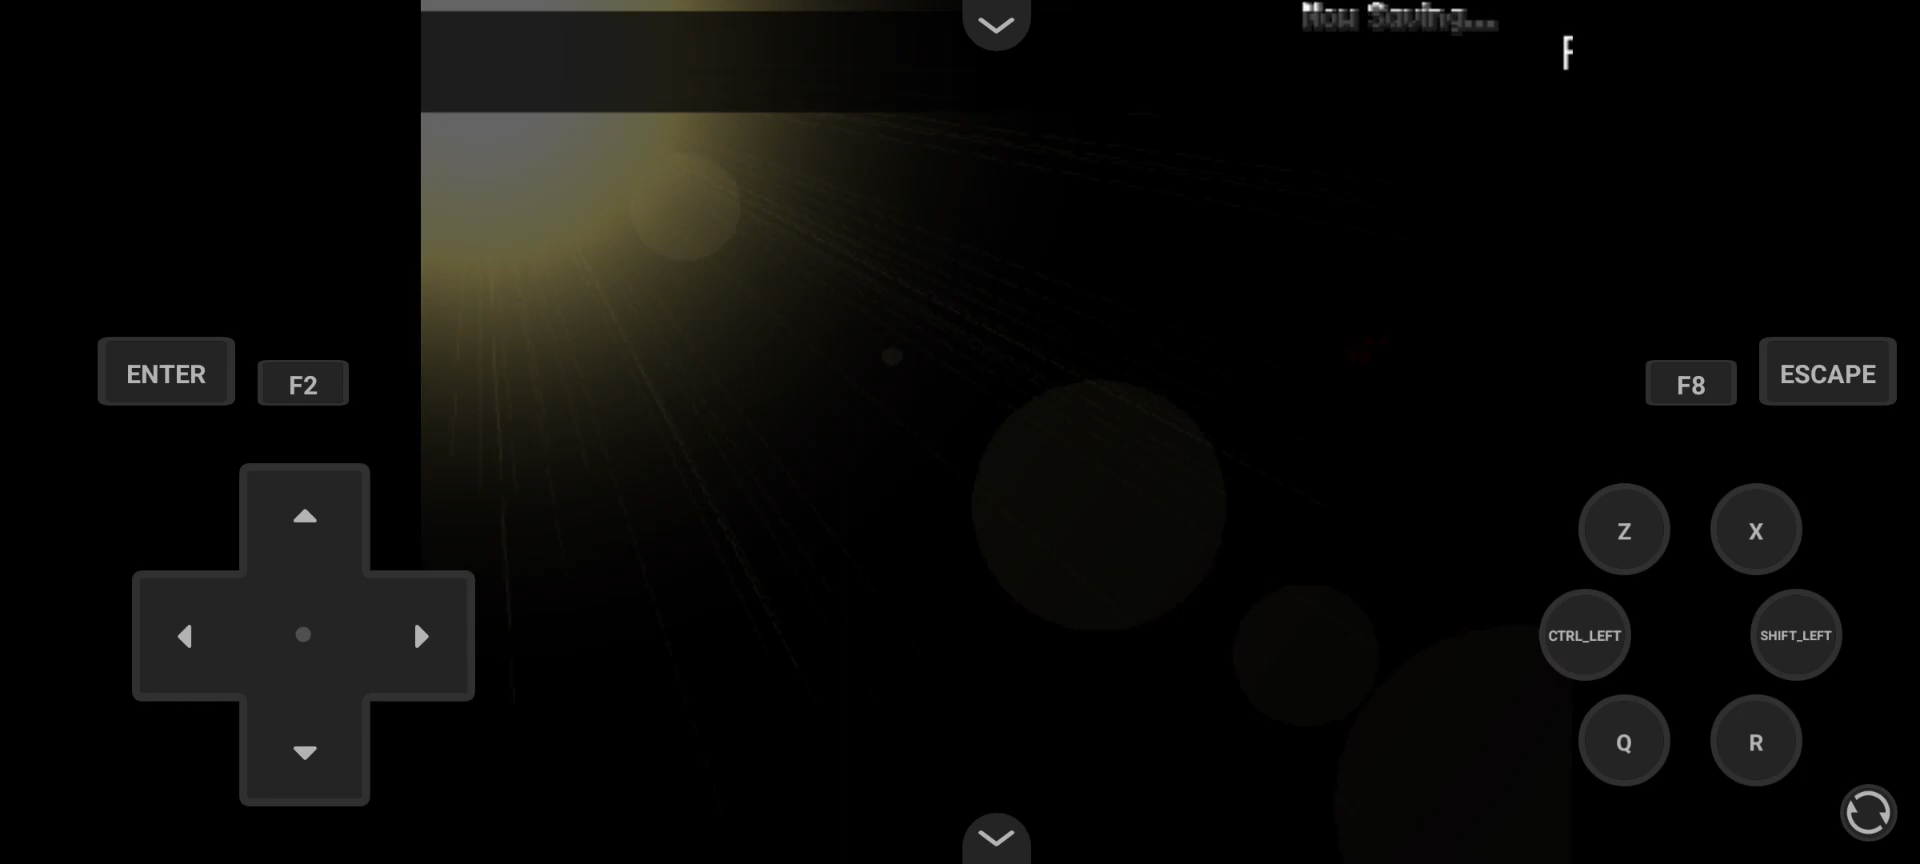 Now Saving...
F
ENTER
F2
F8
ESCAPE
Z
X
CTRL_LEFT
SHIFT_LEFT
Q
R